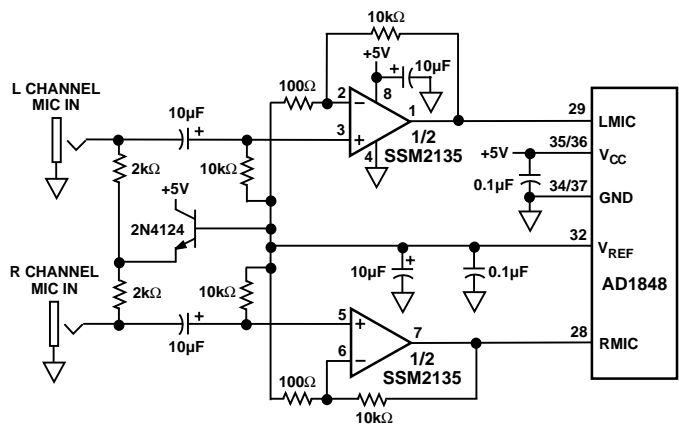 10kΩ
+5V
10µF
+
L CHANNEL
MIC IN
10µF
+
100Ω
2
−
8
1
3
+
4
1/2
SSM2135
29
LMIC
35/36
+5V
VCC
0.1µF
34/37
GND
2kΩ
10kΩ
+5V
2N4124
32
VREF
10µF
+
0.1µF
AD1848
R CHANNEL
MIC IN
2kΩ
10kΩ
+
10µF
5
+
7
6
−
1/2
SSM2135
28
RMIC
100Ω
10kΩ